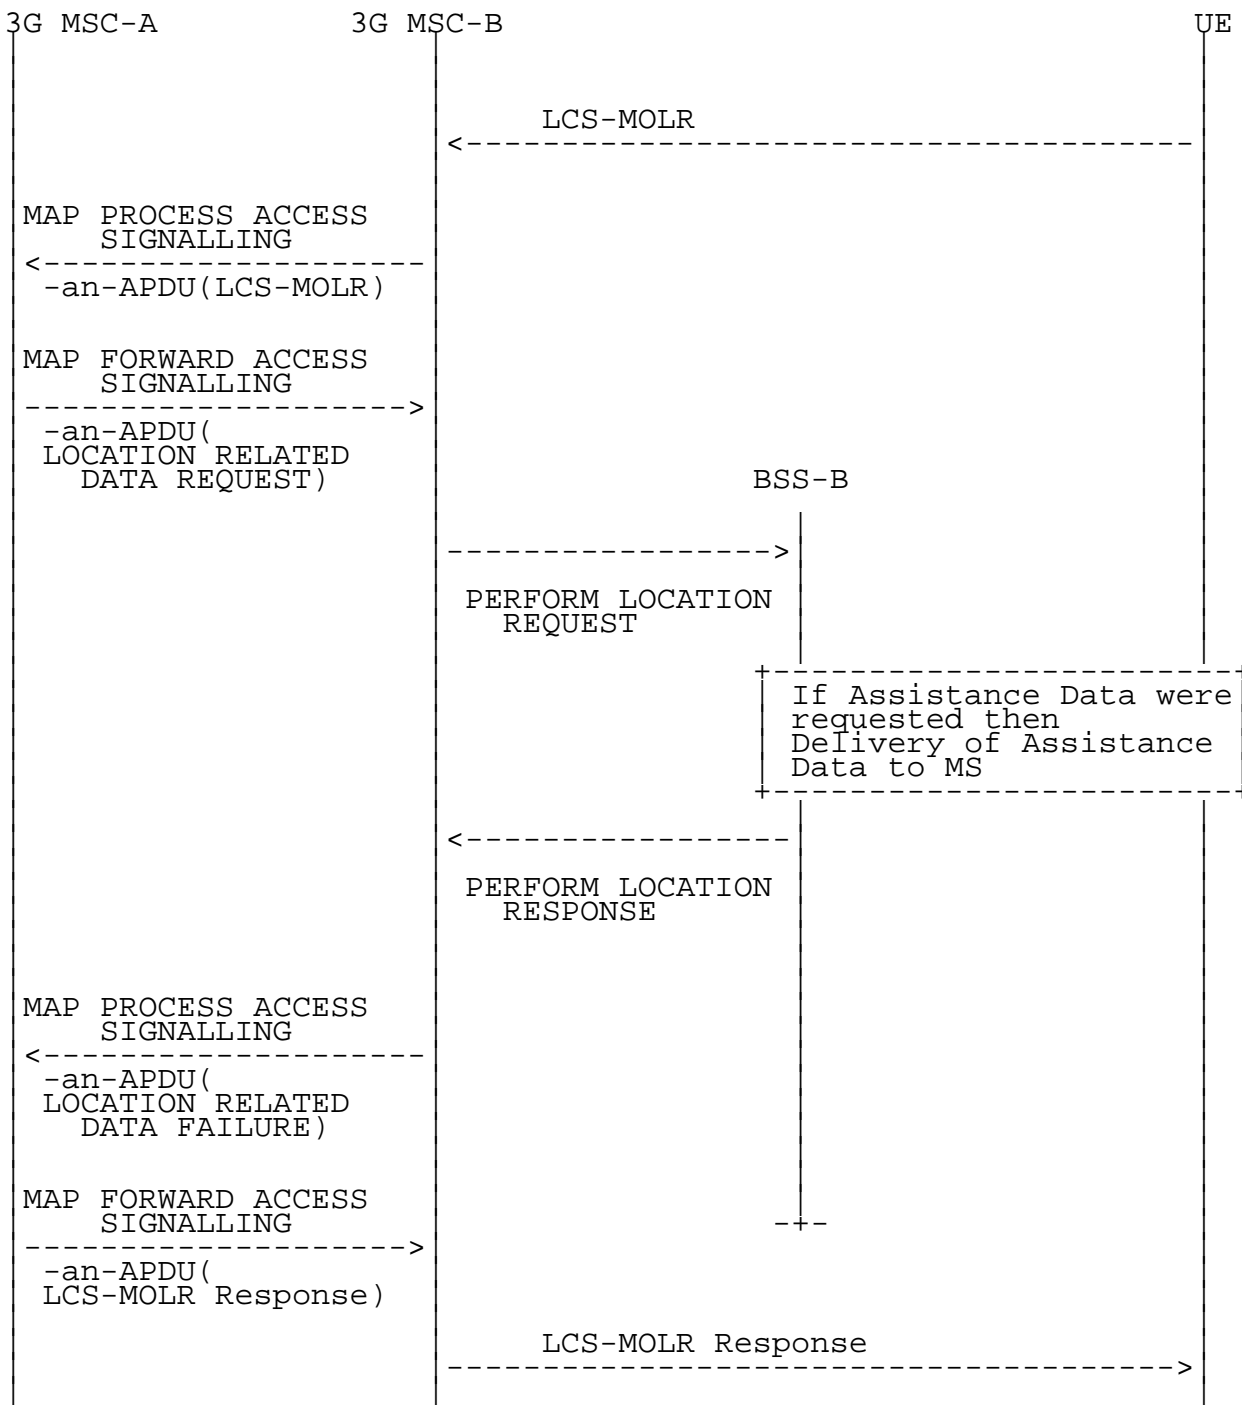 3G MSC-A 3G MSC-B UE
LCS-MOLR
MAP PROCESS ACCESS
SIGNALLING
-an-APDU(LCS-MOLR)
MAP FORWARD ACCESS
SIGNALLING
-an-APDU(
LOCATION RELATED
DATA REQUEST)
BSS-B
PERFORM LOCATION
REQUEST
If Assistance Data were
requested then
Delivery of Assistance
Data to MS
PERFORM LOCATION
RESPONSE
MAP PROCESS ACCESS
SIGNALLING
-an-APDU(
LOCATION RELATED
DATA FAILURE)
MAP FORWARD ACCESS
SIGNALLING
-an-APDU(
LCS-MOLR Response)
LCS-MOLR Response